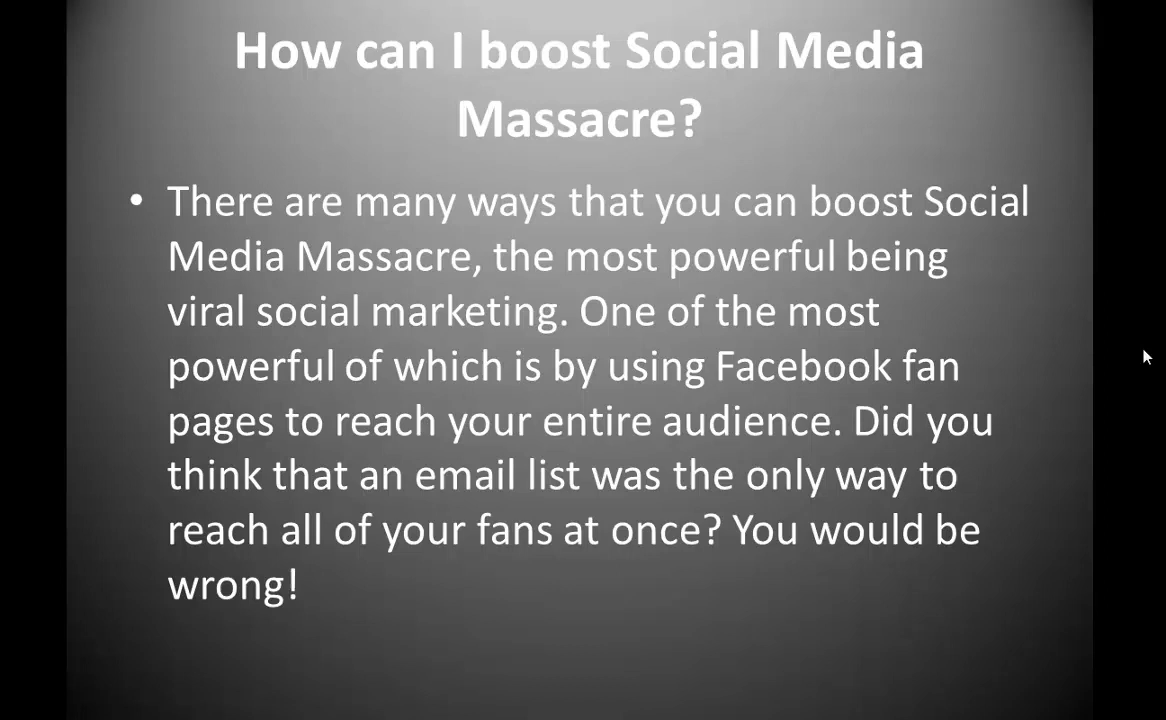 How can I boost Social Media
Massacre?
• There are many ways that you can boost Social
Media Massacre, the most powerful being
viral social marketing. One of the most
powerful of which is by using Facebook fan
pages to reach your entire audience. Did you
think that an email list was the only way to
reach all of your fans at once? You would be
wrong!